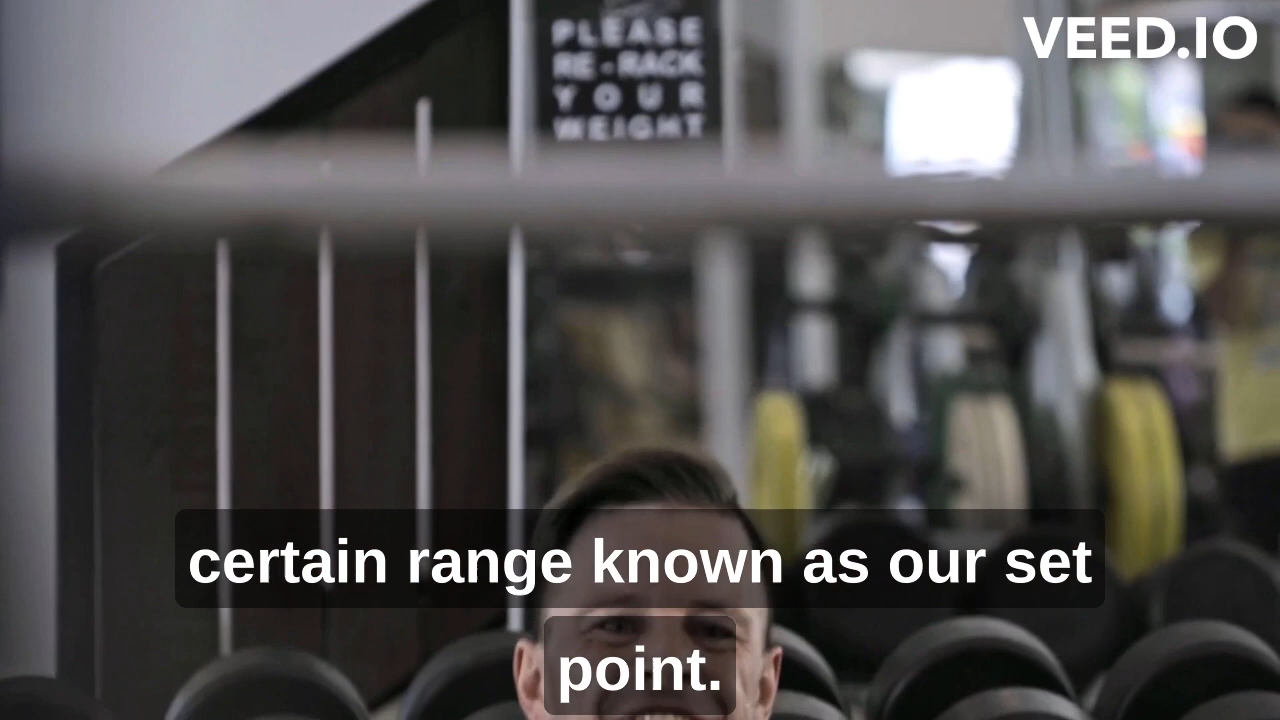 VEED.IO
PLEASE
RE-RACK
YOUR
WEIGHT
certain range known as our set
point.